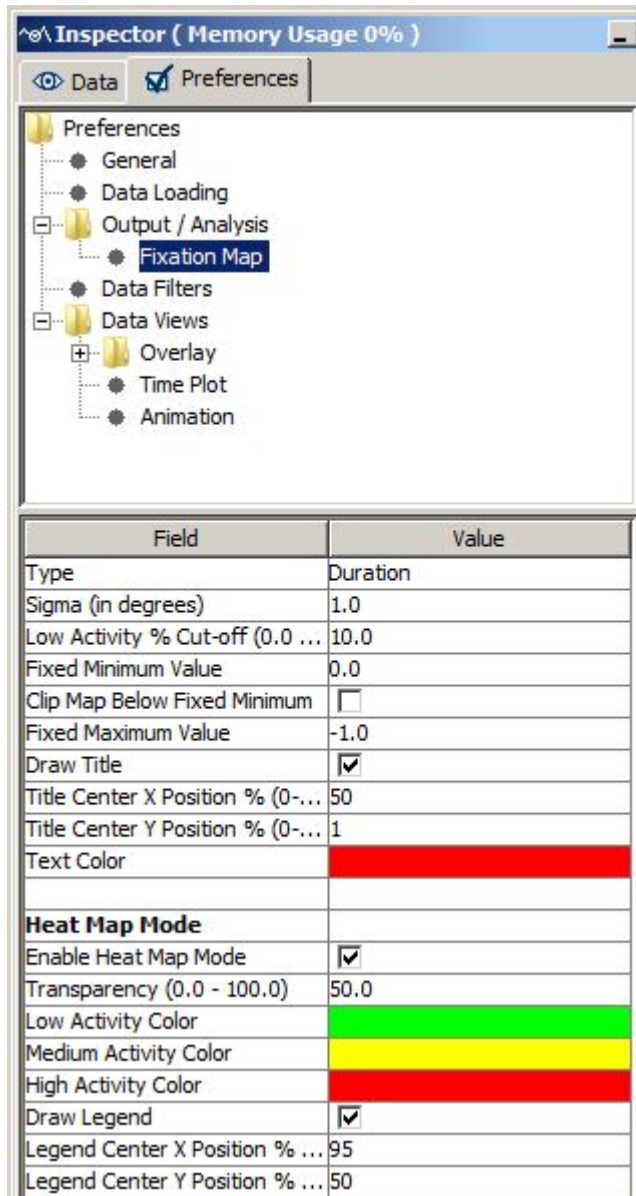 Inspector ( Memory Usage 0% )
Data Preferences
Preferences
General
Data Loading
Output / Analysis
Fixation Map
Data Filters
Data Views
Overlay
Time Plot
Animation
Field Value
Type Duration
Sigma (in degrees) 1.0
Low Activity % Cut-off (0.0 ... 10.0
Fixed Minimum Value 0.0
Clip Map Below Fixed Minimum
Fixed Maximum Value -1.0
Draw Title
Title Center X Position % (0-... 50
Title Center Y Position % (0-... 1
Text Color
Heat Map Mode
Enable Heat Map Mode
Transparency (0.0 - 100.0) 50.0
Low Activity Color
Medium Activity Color
High Activity Color
Draw Legend
Legend Center X Position % ... 95
Legend Center Y Position % ... 50